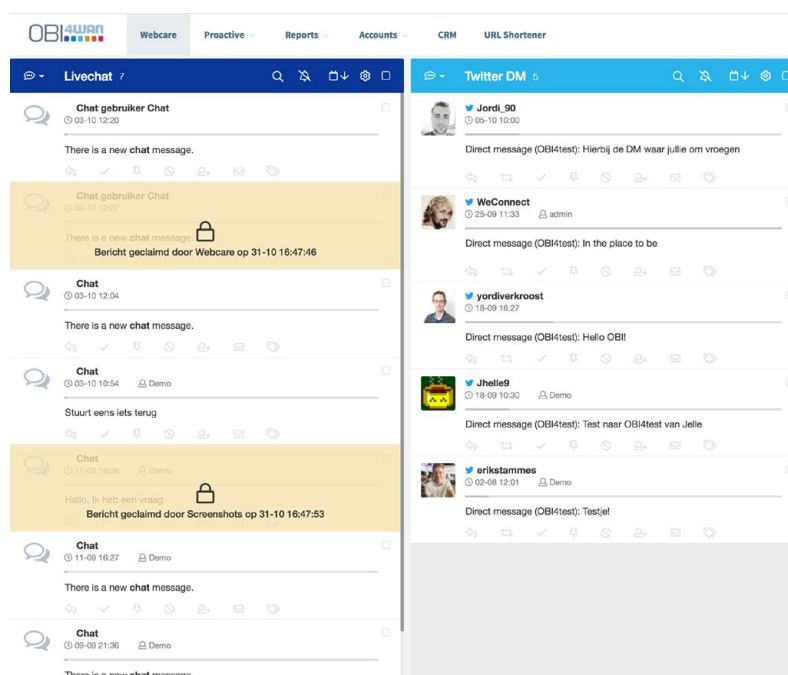 OBI4wan
Webcare Proactive Reports Accounts CRM URL Shortener
Livechat 7
Chat gebruiker Chat
03-10 12:20
There is a new chat message.
Chat gebruiker Chat
03-10 12:07
There is a new chat message.
Bericht geclaimd door Webcare op 31-10 16:47:46
Chat
03-10 12:04
There is a new chat message.
Chat
03-10 10:54 Demo
Stuurt eens iets terug
Chat
11-09 16:28 Demo
Hallo, Ik heb een vraag
Bericht geclaimd door Screenshots op 31-10 16:47:53
Chat
11-09 16:27 Demo
There is a new chat message.
Chat
09-09 21:36 Demo
There is a new chat message.
Twitter DM 5
Jordi_90
05-10 10:00
Direct message (OBI4test): Hierbij de DM waar jullie om vroegen
WeConnect
25-09 11:33 admin
Direct message (OBI4test): In the place to be
yordiverkroost
18-09 16:27
Direct message (OBI4test): Hello OBI!
Jhelle9
18-09 10:30 Demo
Direct message (OBI4test): Test naar OBI4test van Jelle
erikstammes
02-08 12:01 Demo
Direct message (OBI4test): Testje!